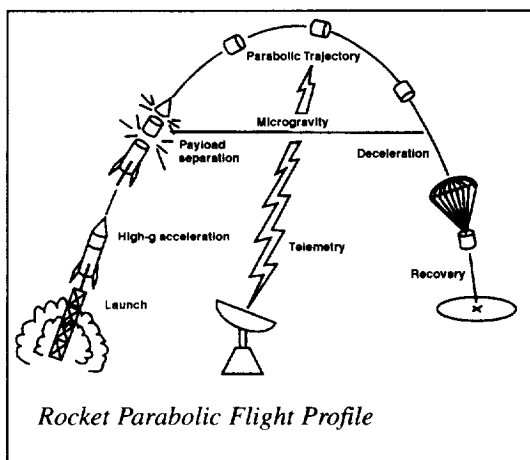 Parabolic Trajectory
Microgravity
Payload
separation
Deceleration
High-g acceleration
Telemetry
Recovery
Launch
Rocket Parabolic Flight Profile